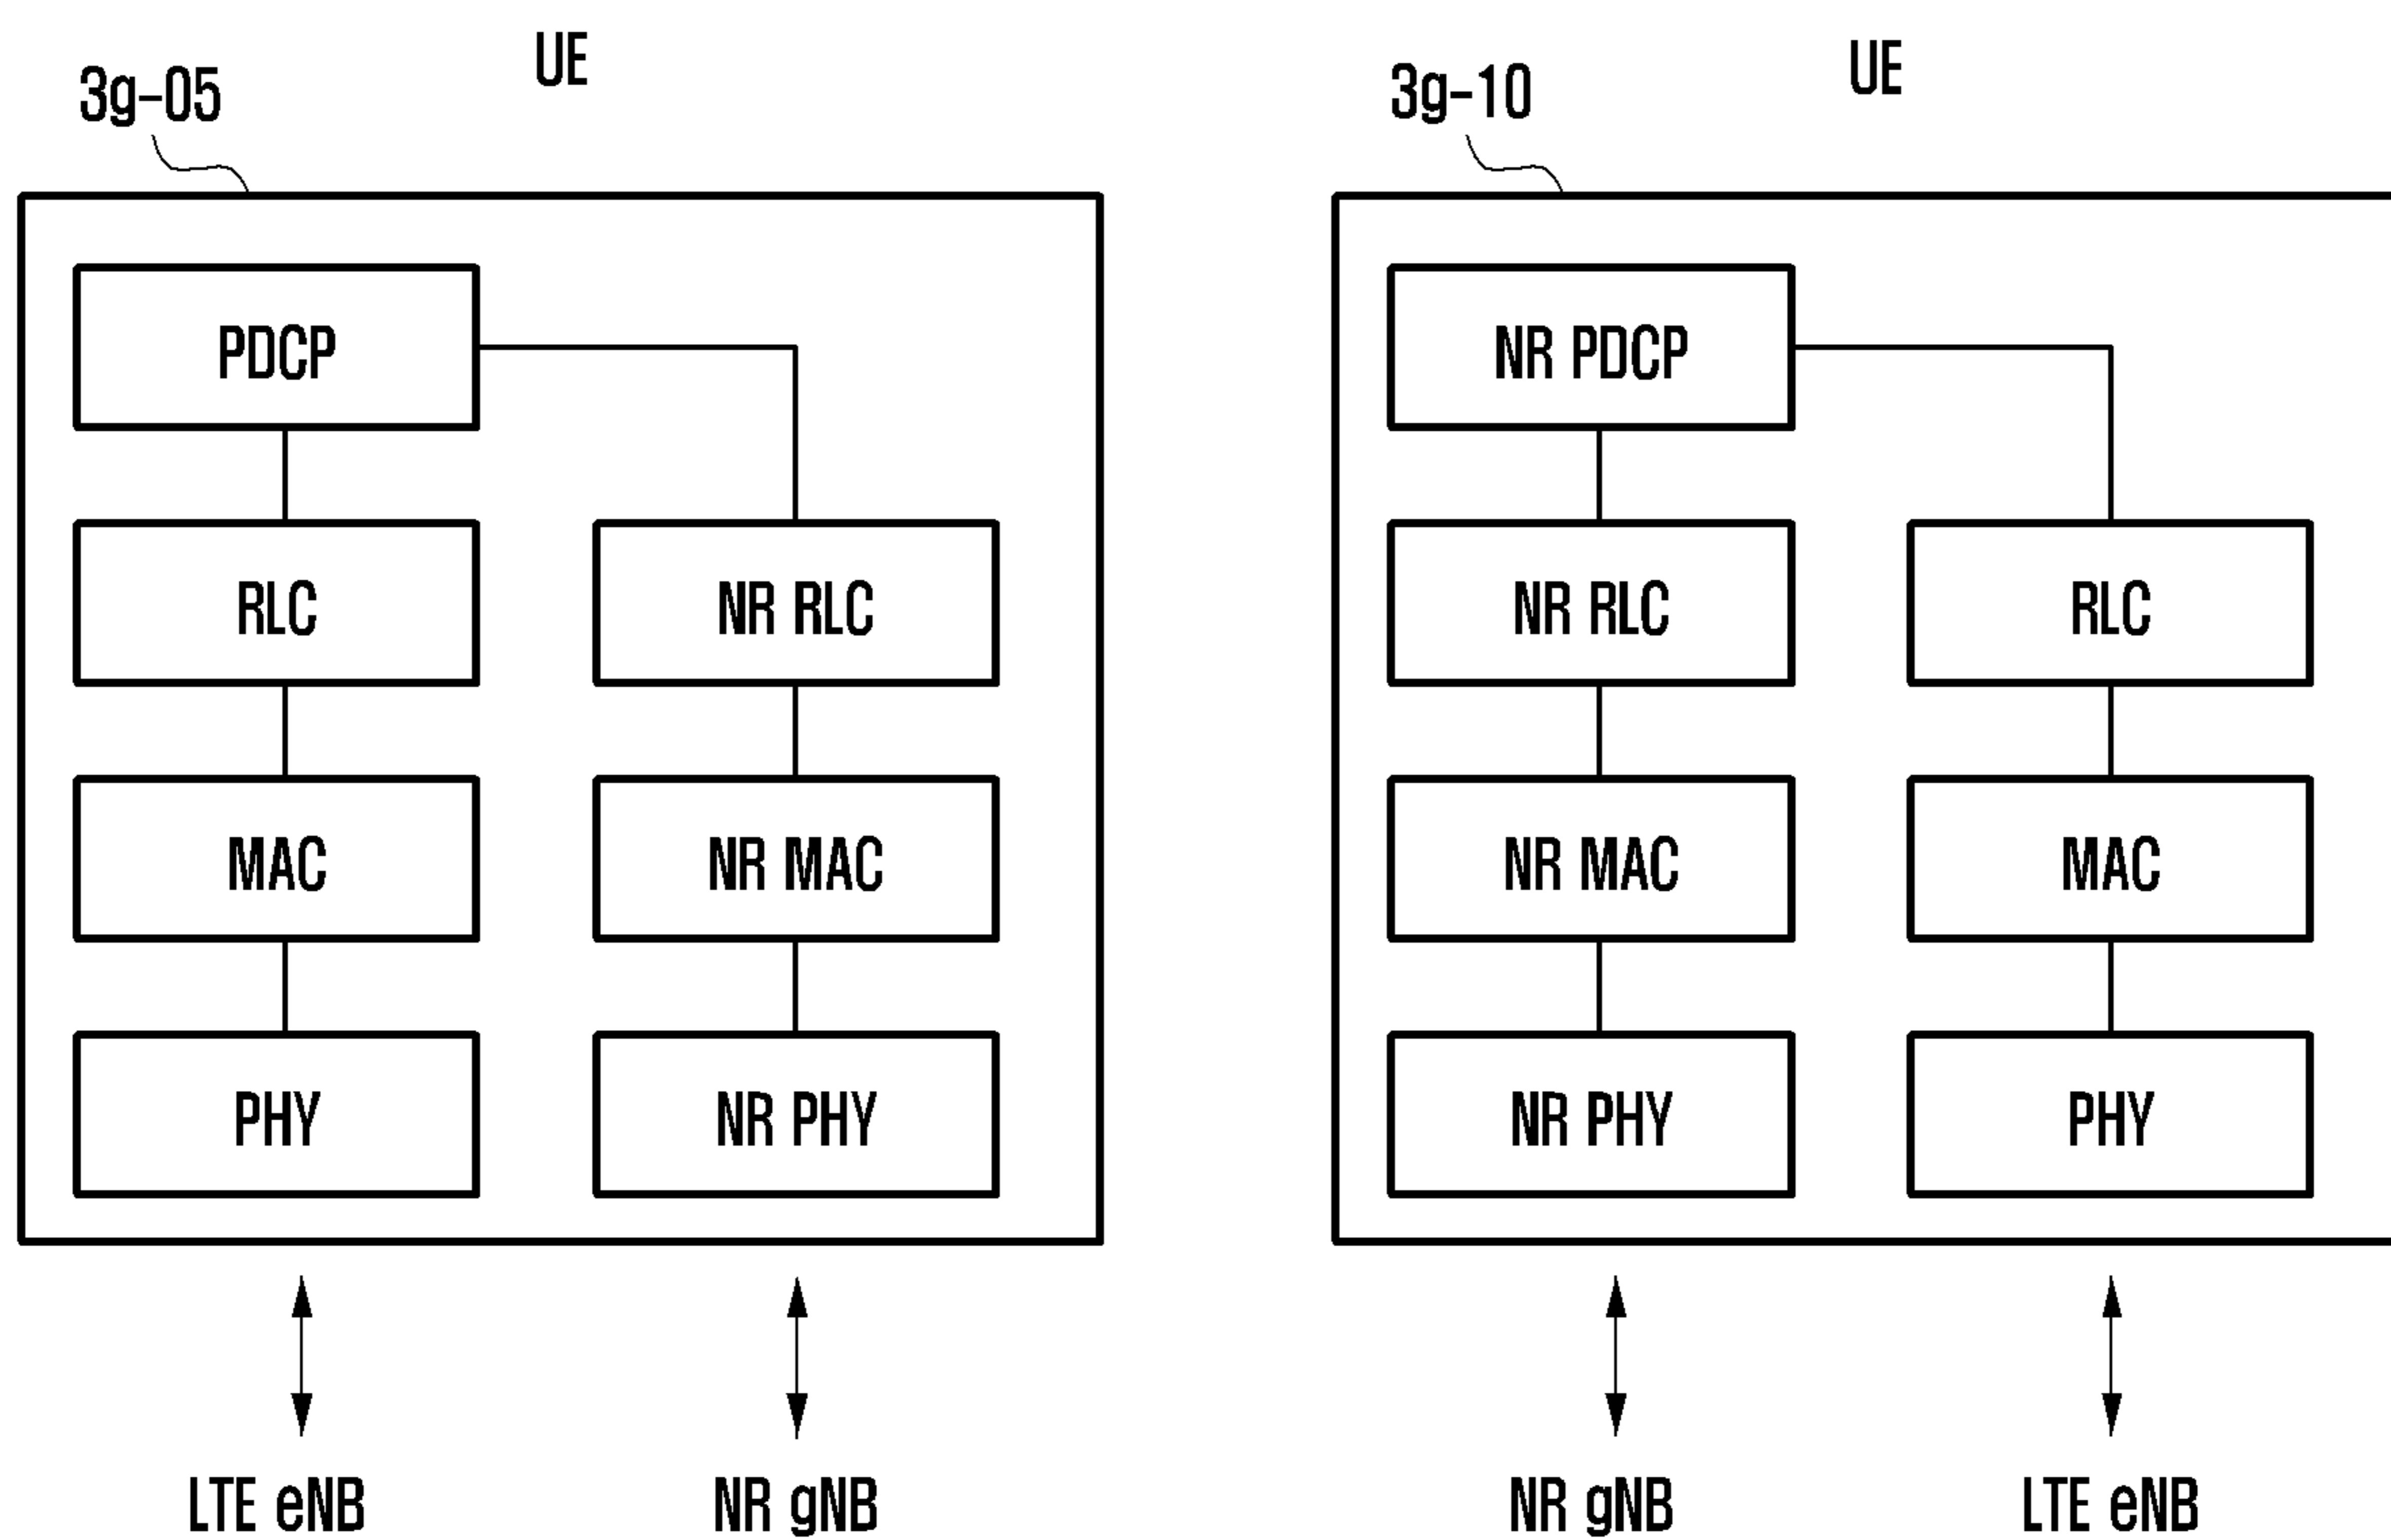 UE
3g-05
PDCP
RLC
NR RLC
MAC
NR MAC
PHY
NR PHY
LTE eNB
NR gNB
UE
3g-10
NR PDCP
NR RLC
RLC
NR MAC
MAC
NR PHY
PHY
NR gNB
LTE eNB